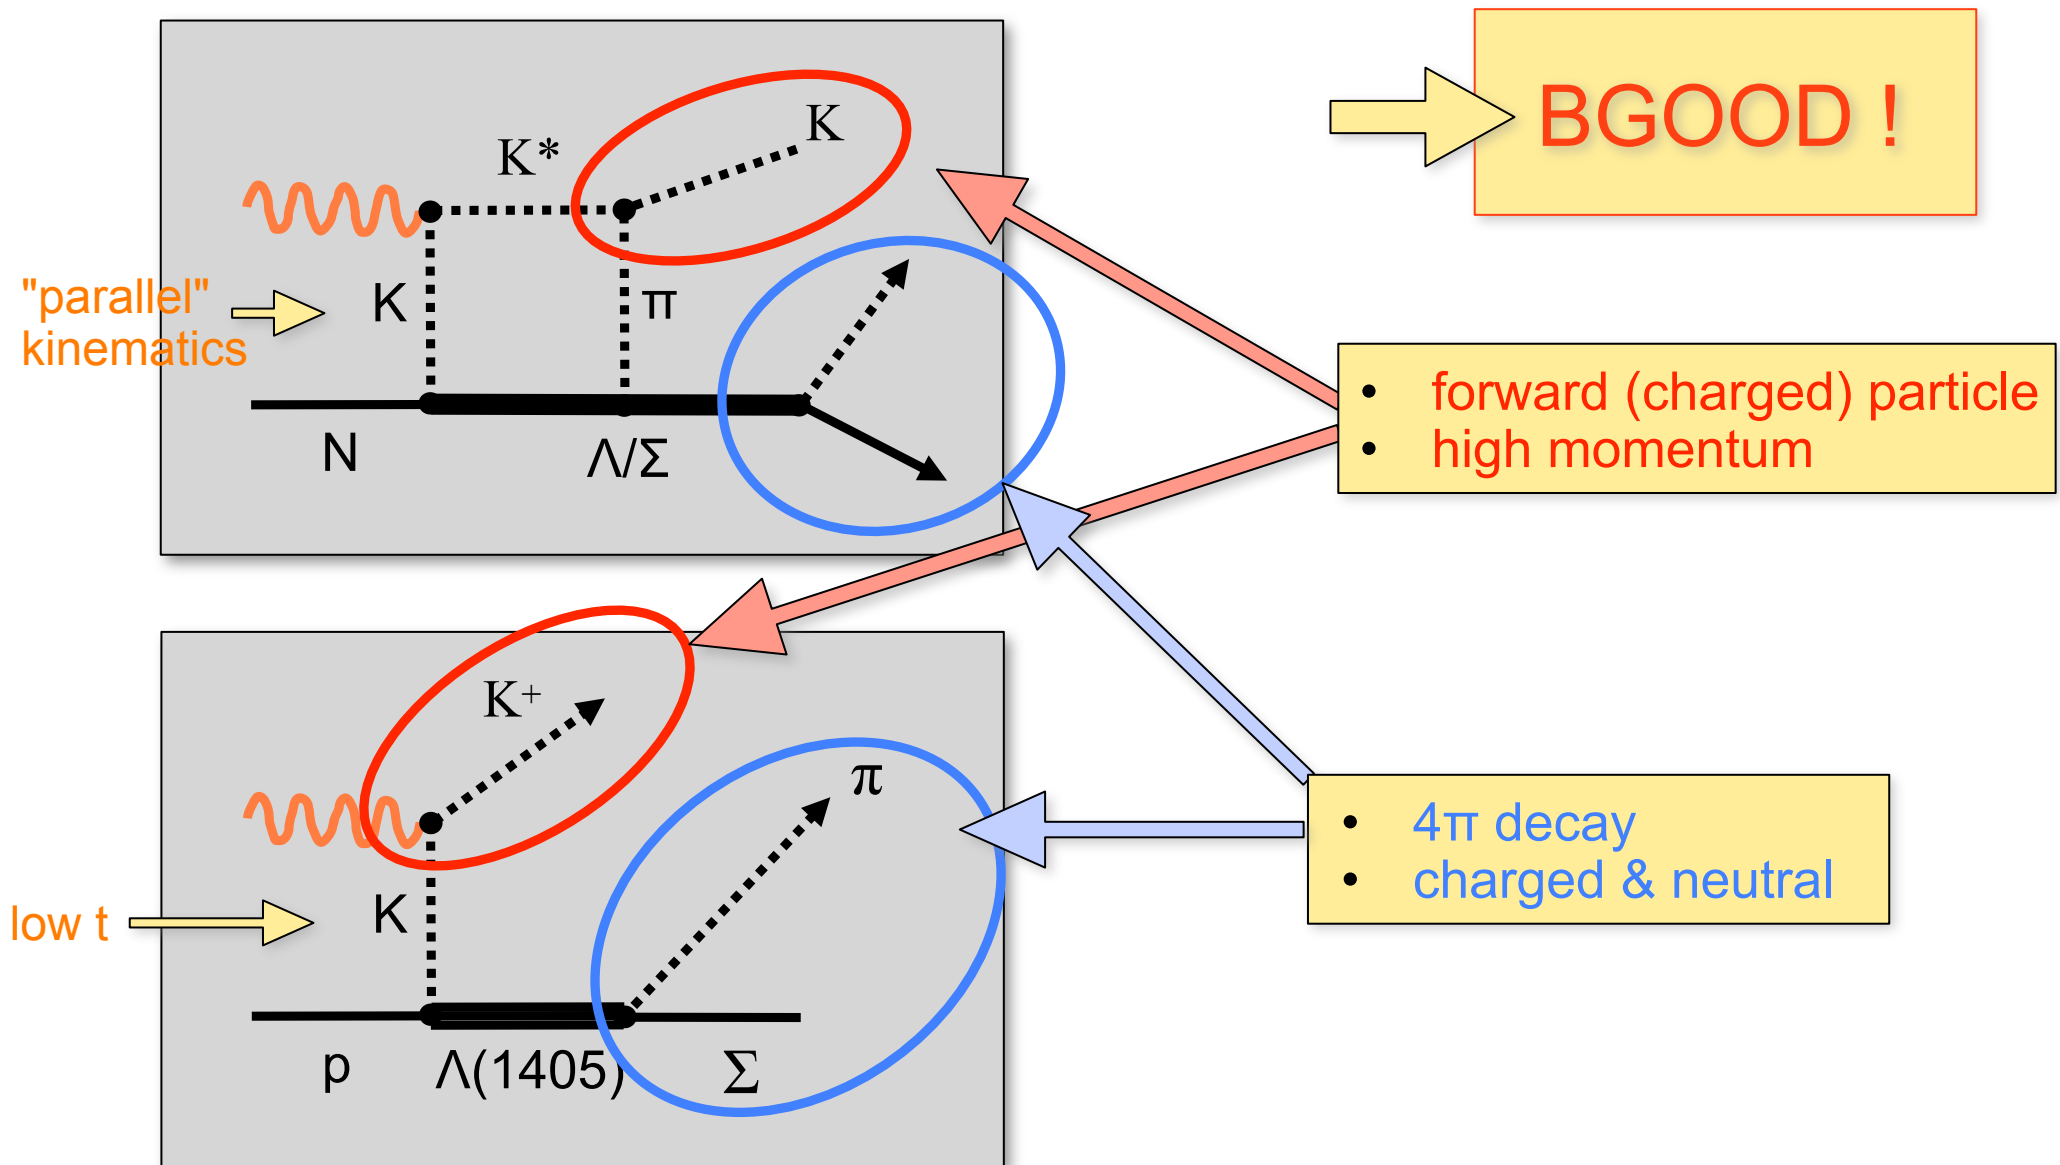 BGOOD !
K
K*
"parallel"
kinematics
K
π
N
Λ/Σ
• forward (charged) particle
• high momentum
K+
π
low t
K
p
Λ(1405)
Σ
• 4π decay
• charged & neutral